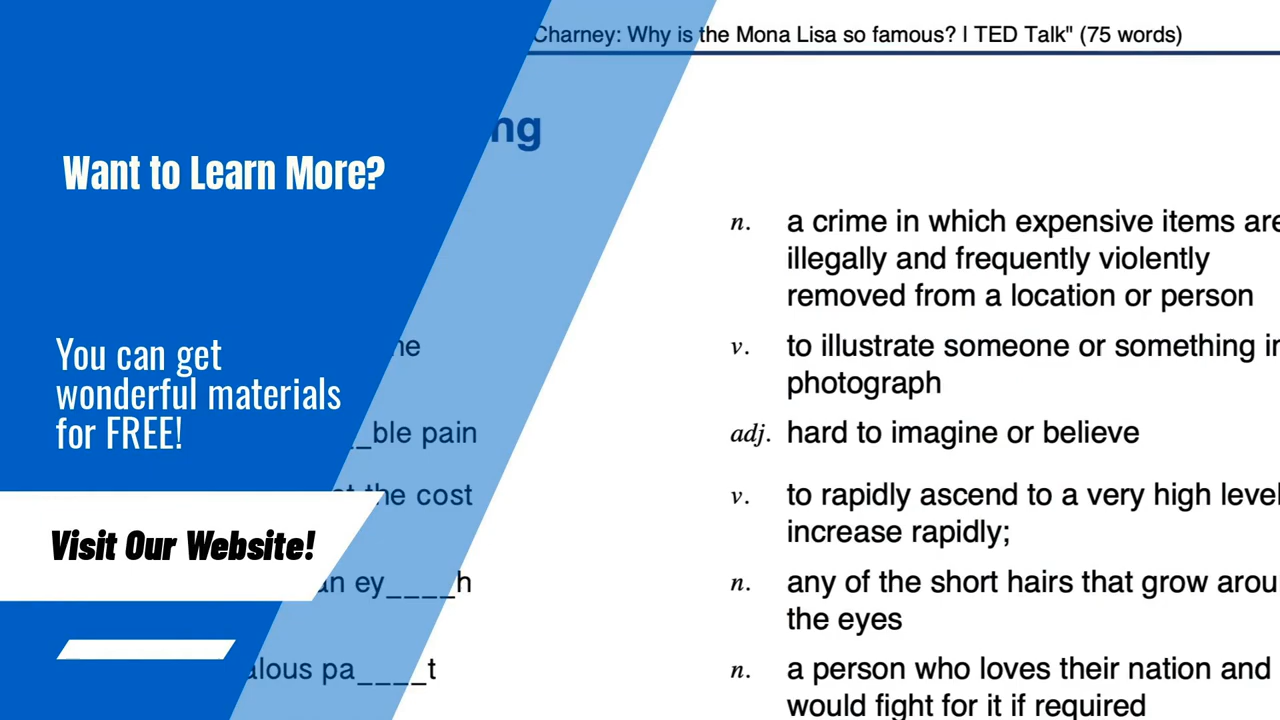 Charney: Why is the Mona Lisa so famous? | TED Talk" (75 words)
Want to Learn More?
You can get
wonderful materials
for FREE!
Visit Our Website!
ng
ne
_ble pain
the cost
an ey____h
alous pa____t
n. a crime in which expensive items are
illegally and frequently violently
removed from a location or person
v. to illustrate someone or something in
photograph
adj. hard to imagine or believe
v. to rapidly ascend to a very high level
increase rapidly;
n. any of the short hairs that grow arou
the eyes
n. a person who loves their nation and
would fight for it if required